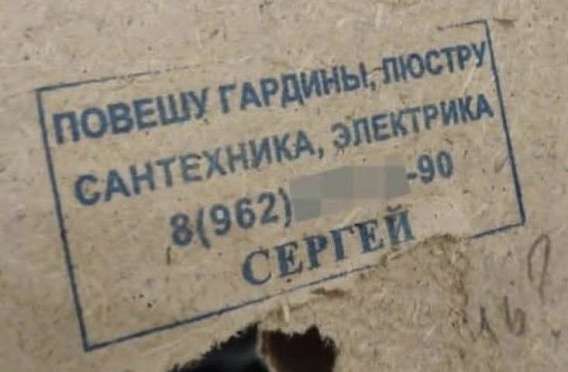 ПОВЕШУ ГАРДИНЫ, ЛЮСТРУ
САНТЕХНИКА, ЭЛЕКТРИКА
8(962) -90
СЕРГЕЙ